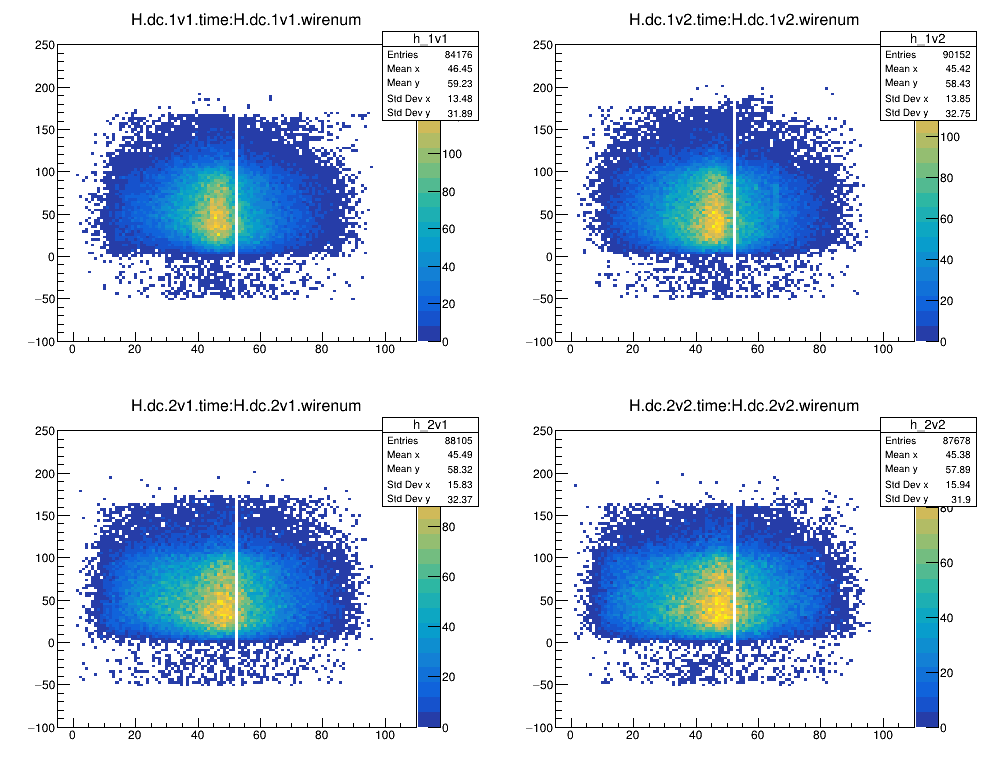 H.dc.1v1.time:H.dc.1v1.wirenum
h_1v1
Entries 84176
Mean x 46.45
Mean y 59.23
Std Dev x 13.48
Std Dev y 31.89
250
200
150
100
50
0
−50
−100
0 20 40 60 80 100
100
80
60
40
20
0
H.dc.1v2.time:H.dc.1v2.wirenum
h_1v2
Entries 90152
Mean x 45.42
Mean y 58.43
Std Dev x 13.85
Std Dev y 32.75
250
200
150
100
50
0
−50
−100
0 20 40 60 80 100
100
80
60
40
20
0
H.dc.2v1.time:H.dc.2v1.wirenum
h_2v1
Entries 88105
Mean x 45.49
Mean y 58.32
Std Dev x 15.83
Std Dev y 32.37
250
200
150
100
50
0
−50
−100
0 20 40 60 80 100
80
60
40
20
0
H.dc.2v2.time:H.dc.2v2.wirenum
h_2v2
Entries 87678
Mean x 45.38
Mean y 57.89
Std Dev x 15.94
Std Dev y 31.9
250
200
150
100
50
0
−50
−100
0 20 40 60 80 100
80
60
40
20
0